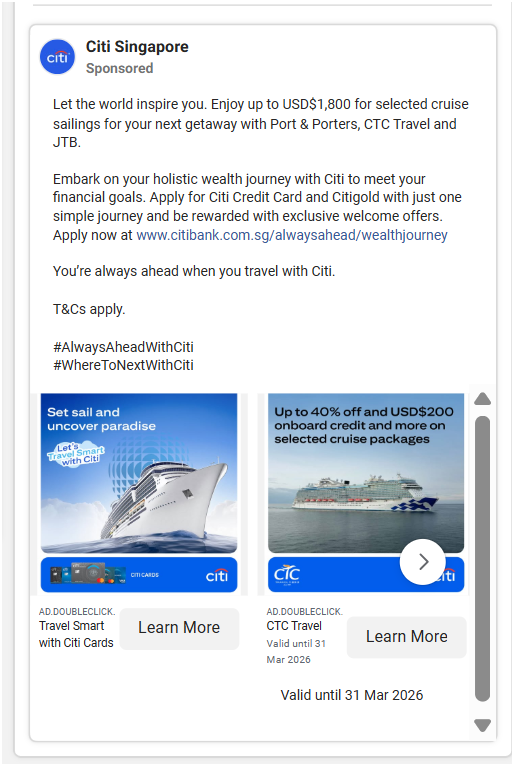 citi
Citi Singapore
Sponsored
Let the world inspire you. Enjoy up to USD$1,800 for selected cruise
sailings for your next getaway with Port & Porters, CTC Travel and
JTB.
Embark on your holistic wealth journey with Citi to meet your
financial goals. Apply for Citi Credit Card and Citigold with just one
simple journey and be rewarded with exclusive welcome offers.
Apply now at www.citibank.com.sg/alwaysahead/wealthjourney
You're always ahead when you travel with Citi.
T&Cs apply.
#AlwaysAheadWithCiti
#WhereToNextWithCiti
Set sail and
uncover paradise
Let's
Travel Smart
with Citi
CITI CARDS
citi
AD.DOUBLECLICK.
Travel Smart
with Citi Cards
Learn More
Up to 40% off and USD$200
onboard credit and more on
selected cruise packages
CTC
iti
AD.DOUBLECLICK.
CTC Travel
Valid until 31
Mar 2026
Learn More
Valid until 31 Mar 2026